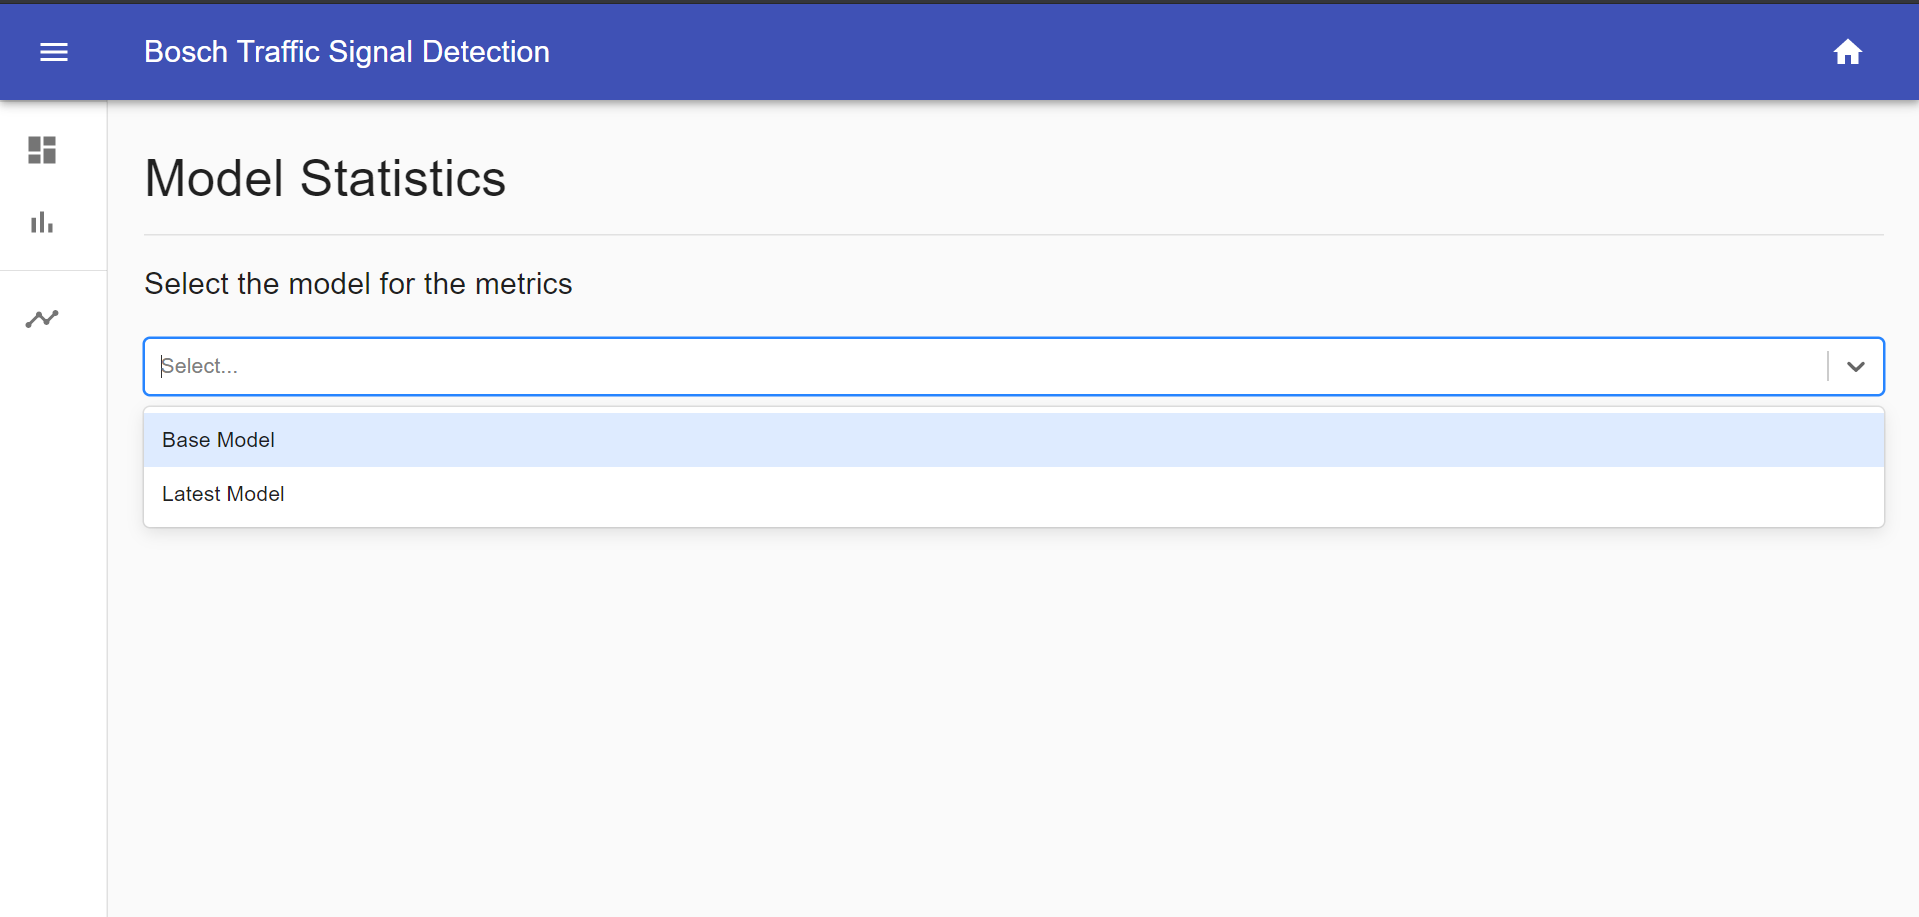 Bosch Traffic Signal Detection
Model Statistics
Select the model for the metrics
Select...
Base Model
Latest Model